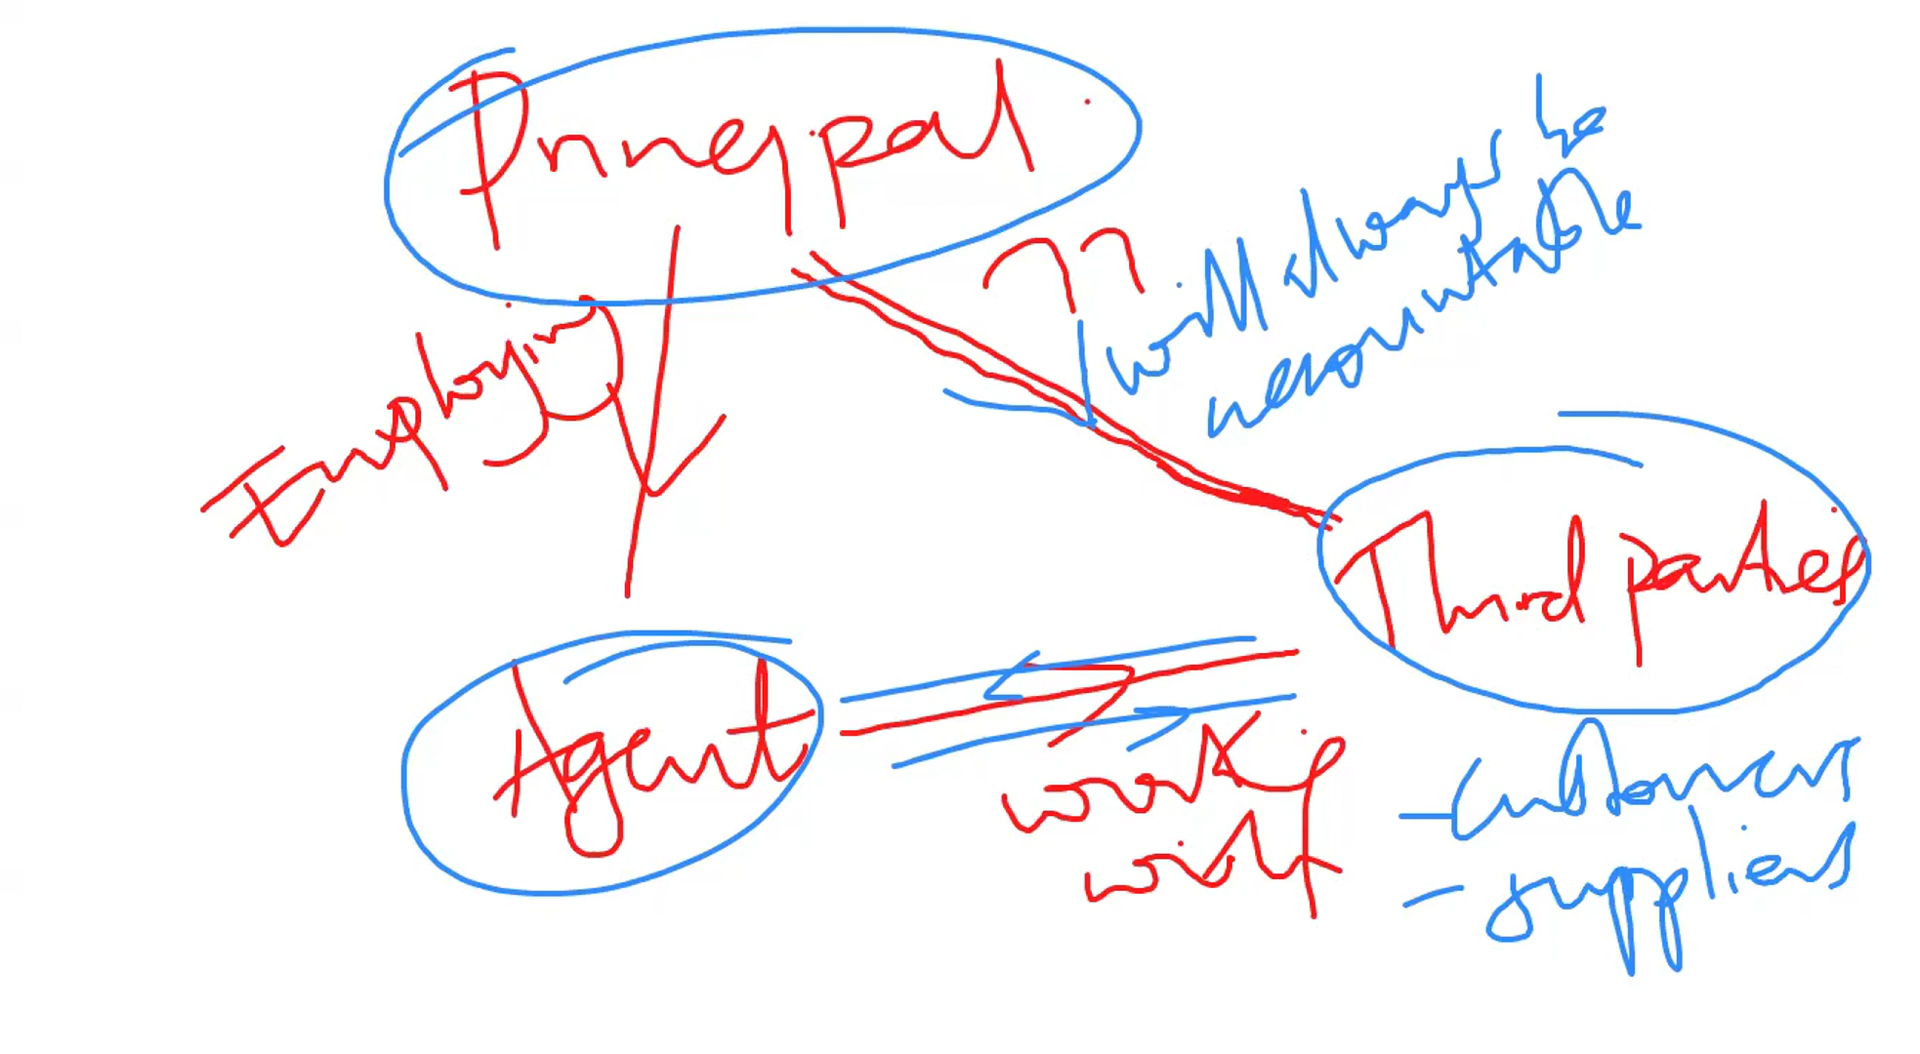 Principal
??
will always be
accountable
Employing
Third parties
Agent
working
with
- customers
- suppliers